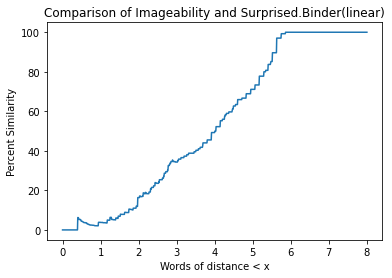 Comparison of Imageability and Surprised.Binder(linear)
Percent Similarity
100
80
60
40
20
0
0 1 2 3 4 5 6 7 8
Words of distance < x